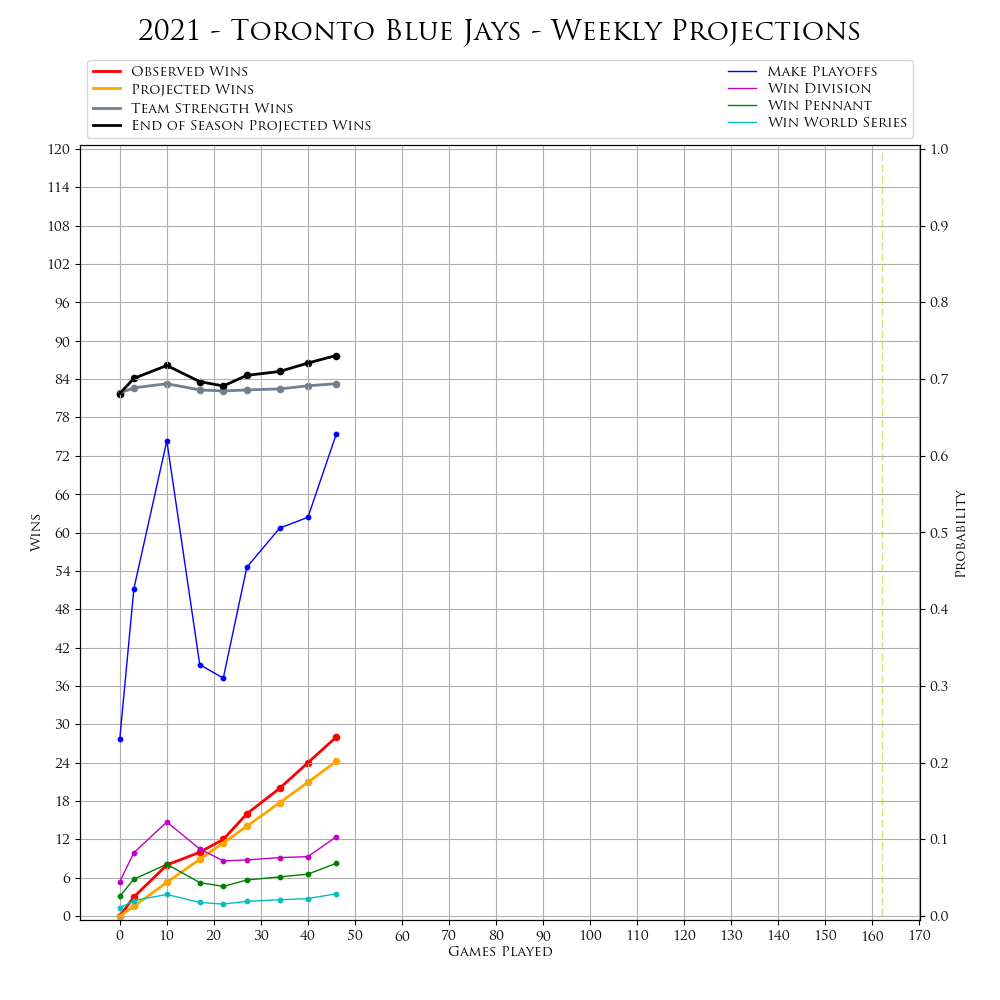 2021 - Toronto Blue Jays - Weekly Projections
Observed Wins
Projected Wins
Team Strength Wins
End of Season Projected Wins
Make Playoffs
Win Division
Win Pennant
Win World Series
120
114
108
102
96
90
84
78
72
66
60
54
48
42
36
30
24
18
12
6
0
Wins
1.0
0.9
0.8
0.7
0.6
0.5
0.4
0.3
0.2
0.1
0.0
Probability
0 10 20 30 40 50 60 70 80 90 100 110 120 130 140 150 160 170
Games Played